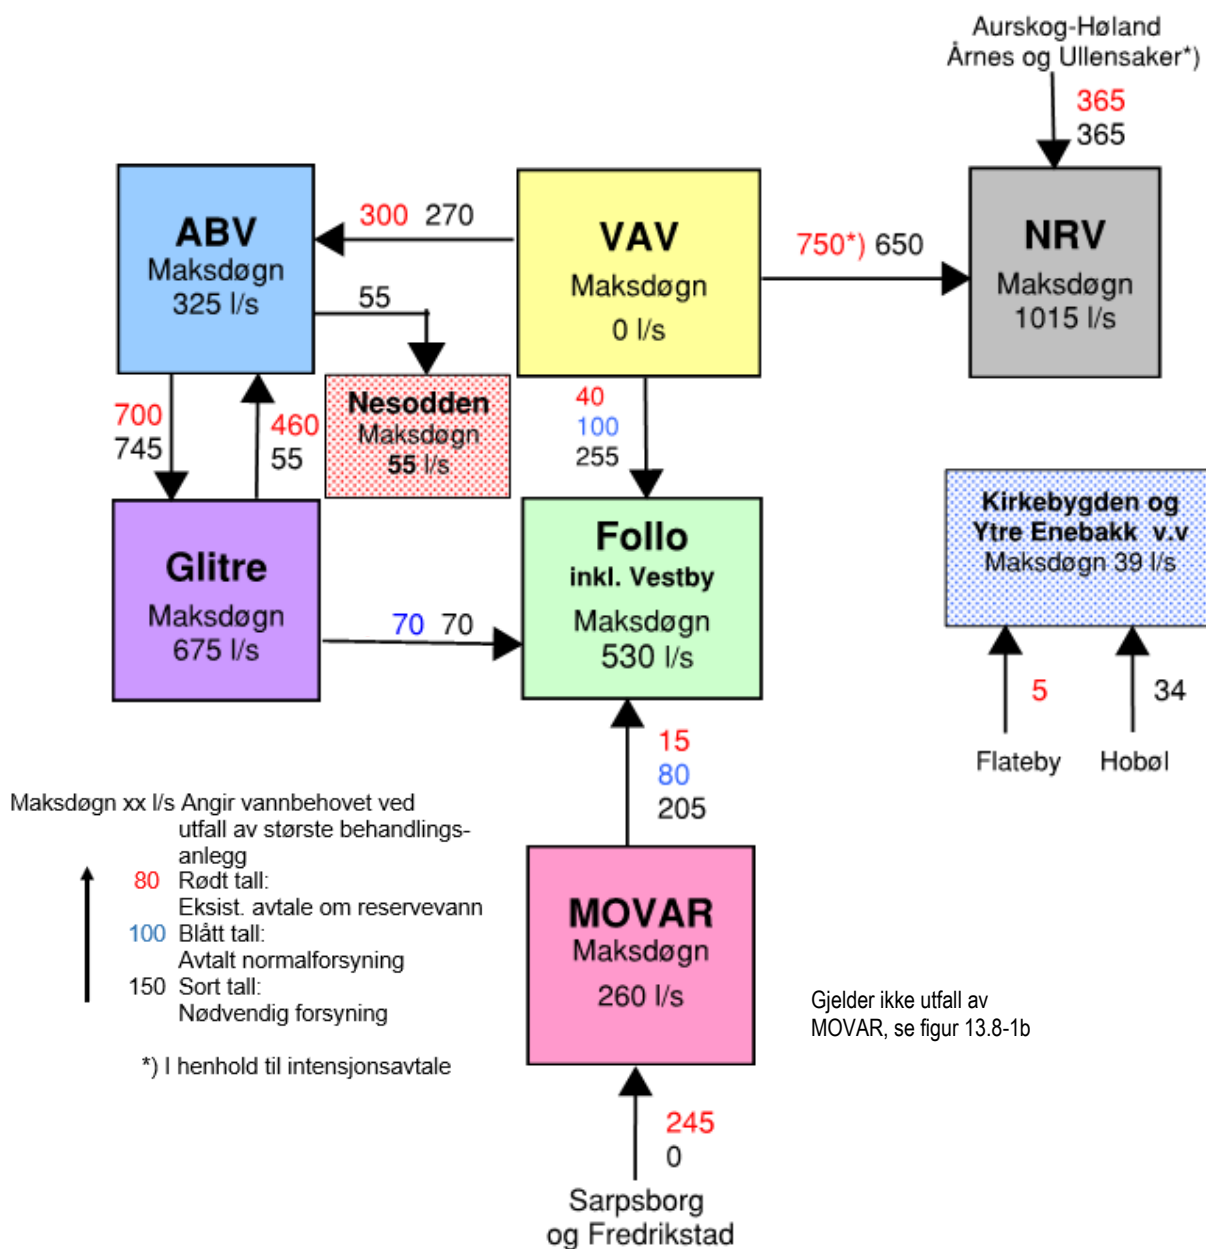 Aurskog-Høland
Årnes og Ullensaker*)
365
365
ABV
Maksdøgn
325 l/s
300 270
VAV
Maksdøgn
0 l/s
750*) 650
NRV
Maksdøgn
1015 l/s
55
Nesodden
Maksdøgn
55 l/s
700
745
460
55
40
100
255
Glitre
Maksdøgn
675 l/s
70 70
Follo
inkl. Vestby
Maksdøgn
530 l/s
Kirkebygden og
Ytre Enebakk v.v
Maksdøgn 39 l/s
5
34
Flateby
Hobøl
15
80
205
Maksdøgn xx l/s Angir vannbehovet ved
utfall av største behandlings-
anlegg
80 Rødt tall:
Eksist. avtale om reservevann
100 Blått tall:
Avtalt normalforsyning
150 Sort tall:
Nødvendig forsyning
*) I henhold til intensjonsavtale
MOVAR
Maksdøgn
260 l/s
Gjelder ikke utfall av
MOVAR, se figur 13.8-1b
245
0
Sarpsborg
og Fredrikstad